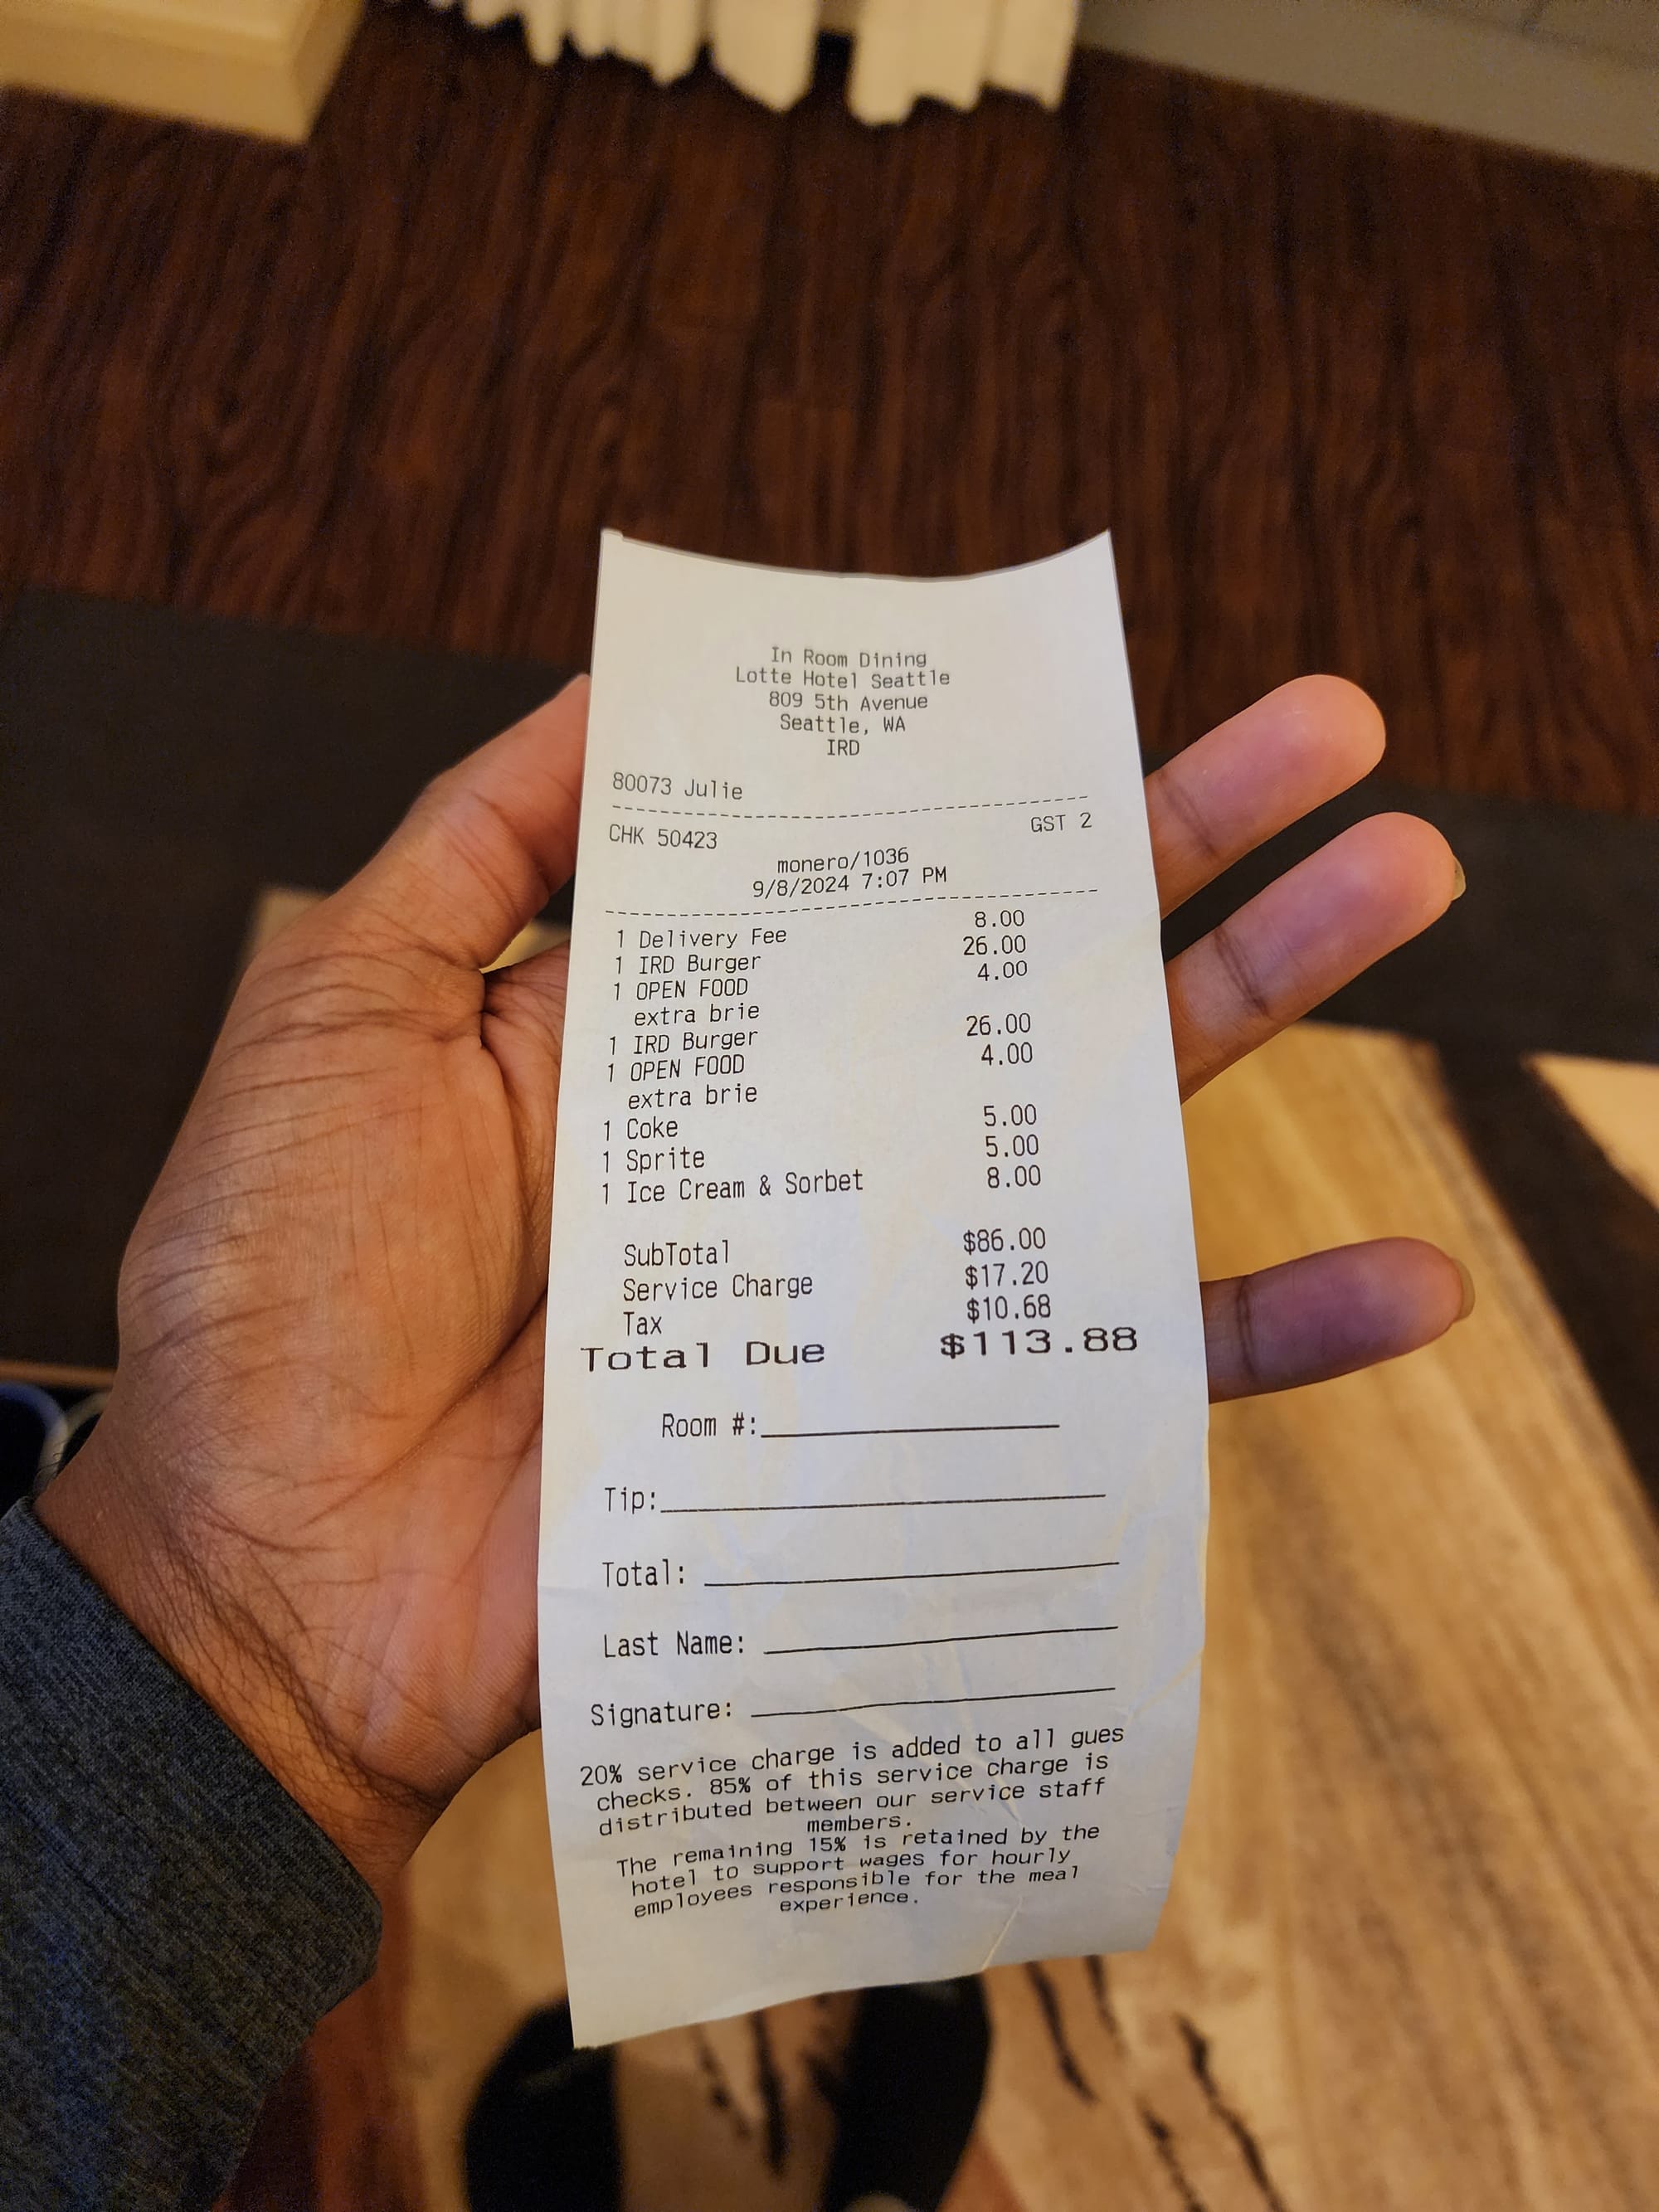 In Room Dining
Lotte Hotel Seattle
809 5th Avenue
Seattle, WA
IRD
80073 Julie
CHK 50423 GST 2
monero/1036
9/8/2024 7:07 PM
1 Delivery Fee 8.00
1 IRD Burger 26.00
1 OPEN FOOD 4.00
extra brie
1 IRD Burger 26.00
1 OPEN FOOD 4.00
extra brie
1 Coke 5.00
1 Sprite 5.00
1 Ice Cream & Sorbet 8.00
SubTotal $86.00
Service Charge $17.20
Tax $10.68
Total Due $113.88
Room #:
Tip:
Total:
Last Name:
Signature:
20% service charge is added to all gues
checks. 85% of this service charge is
distributed between our service staff
members.
The remaining 15% is retained by the
hotel to support wages for hourly
employees responsible for the meal
experience.